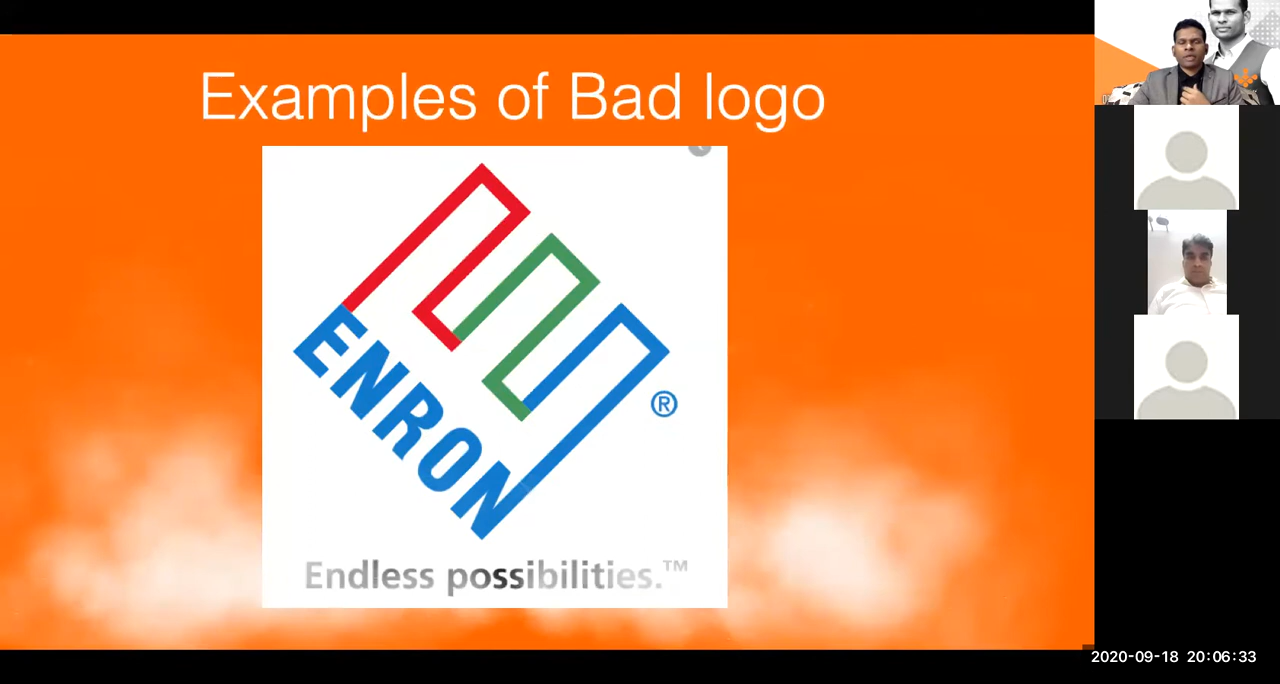 Examples of Bad logo
ENRON
®
Endless possibilities.™
2020-09-18 20:06:33